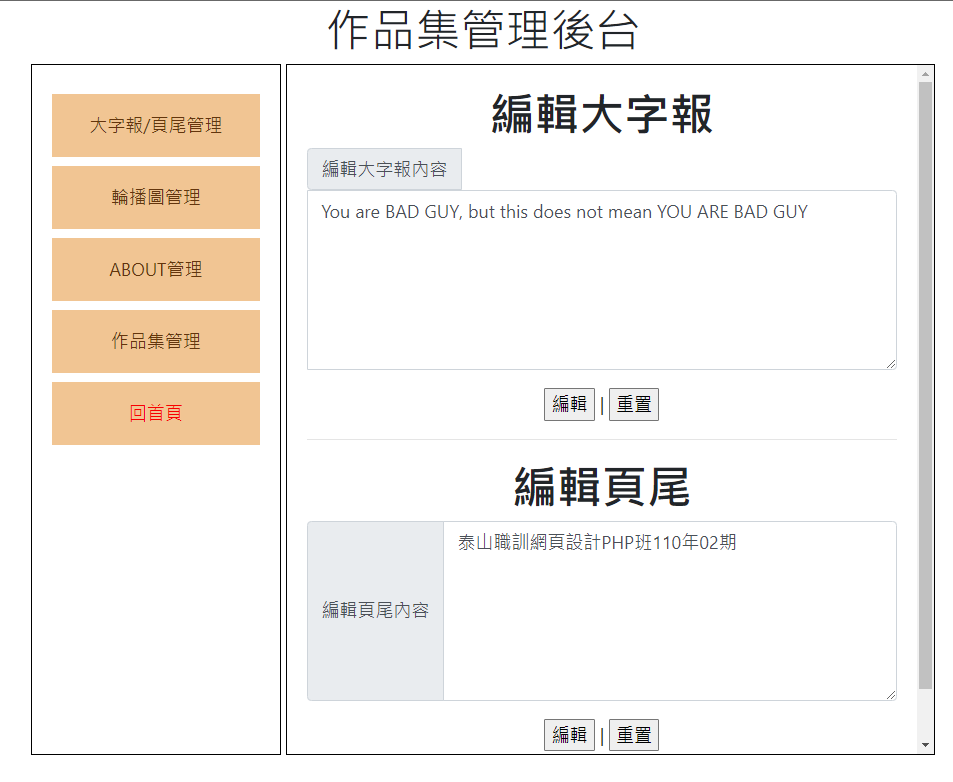 作品集管理後台
大字報/頁尾管理
輪播圖管理
ABOUT管理
作品集管理
回首頁
編輯大字報
編輯大字報內容
You are BAD GUY, but this does not mean YOU ARE BAD GUY
編輯 | 重置
編輯頁尾
編輯頁尾內容
泰山職訓網頁設計PHP班110年02期
編輯 | 重置